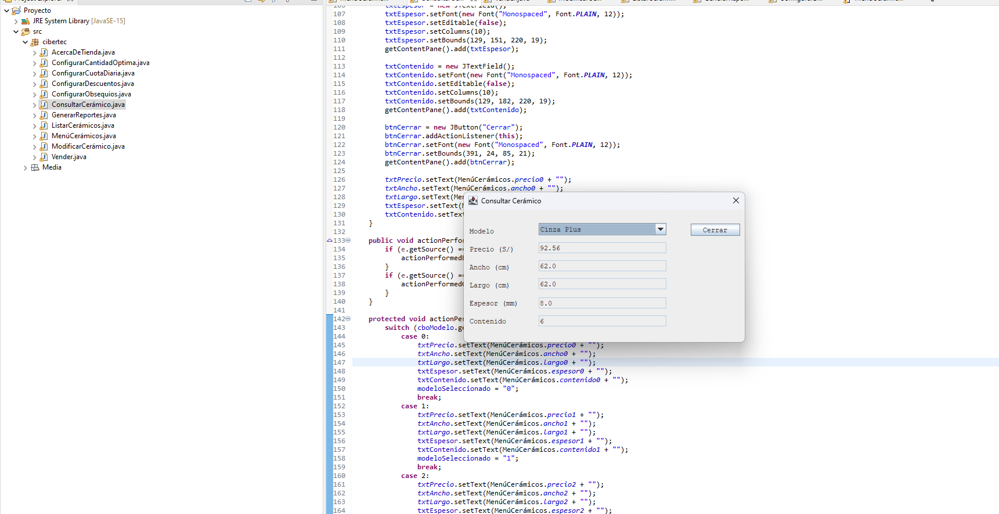 Proyecto
JRE System Library [JavaSE-15]
src
cibertec
AcercaDeTienda.java
ConfigurarCantidadOptima.java
ConfigurarCuotaDiaria.java
ConfigurarDescuentos.java
ConfigurarObsequios.java
ConsultarCerámico.java
GenerarReportes.java
ListarCerámicos.java
MenúCerámicos.java
ModificarCerámico.java
Vender.java
Media
107 txtEspesor.setFont(new Font("Monospaced", Font.PLAIN, 12));
108 txtEspesor.setEditable(false);
109 txtEspesor.setColumns(10);
110 txtEspesor.setBounds(129, 151, 220, 19);
111 getContentPane().add(txtEspesor);
112
113 txtContenido = new JTextField();
114 txtContenido.setFont(new Font("Monospaced", Font.PLAIN, 12));
115 txtContenido.setEditable(false);
116 txtContenido.setColumns(10);
117 txtContenido.setBounds(129, 182, 220, 19);
118 getContentPane().add(txtContenido);
119
120 btnCerrar = new JButton("Cerrar");
121 btnCerrar.addActionListener(this);
122 btnCerrar.setFont(new Font("Monospaced", Font.PLAIN, 12));
123 btnCerrar.setBounds(391, 24, 85, 21);
124 getContentPane().add(btnCerrar);
125
126 txtPrecio.setText(MenúCerámicos.precio0 + "");
127 txtAncho.setText(MenúCerámicos.ancho0 + "");
128 txtLargo.setText(Me
129 txtEspesor.setText(
130 txtContenido.setText
131 }
132
133 public void actionPerfor
134 if (e.getSource() ==
135 actionPerformed
136 }
137 if (e.getSource() ==
138 actionPerformed
139 }
140 }
141
142 protected void actionPe
143 switch (cboModelo.ge
144 case 0:
145 txtPrecio.setText(MenúCerámicos.precio0 + "");
146 txtAncho.setText(MenúCerámicos.ancho0 + "");
147 txtLargo.setText(MenúCerámicos.largo0 + "");
148 txtEspesor.setText(MenúCerámicos.espesor0 + "");
149 txtContenido.setText(MenúCerámicos.contenido0 + "");
150 modeloSeleccionado = "0";
151 break;
152 case 1:
153 txtPrecio.setText(MenúCerámicos.precio1 + "");
154 txtAncho.setText(MenúCerámicos.ancho1 + "");
155 txtLargo.setText(MenúCerámicos.largo1 + "");
156 txtEspesor.setText(MenúCerámicos.espesor1 + "");
157 txtContenido.setText(MenúCerámicos.contenido1 + "");
158 modeloSeleccionado = "1";
159 break;
160 case 2:
161 txtPrecio.setText(MenúCerámicos.precio2 + "");
162 txtAncho.setText(MenúCerámicos.ancho2 + "");
163 txtLargo.setText(MenúCerámicos.largo2 + "");
164 txtEspesor.setText(MenúCerámicos.espesor2 + "");
Consultar Cerámico
Modelo Cinza Plus Cerrar
Precio (S/) 92.56
Ancho (cm) 62.0
Largo (cm) 62.0
Espesor (mm) 8.0
Contenido 6